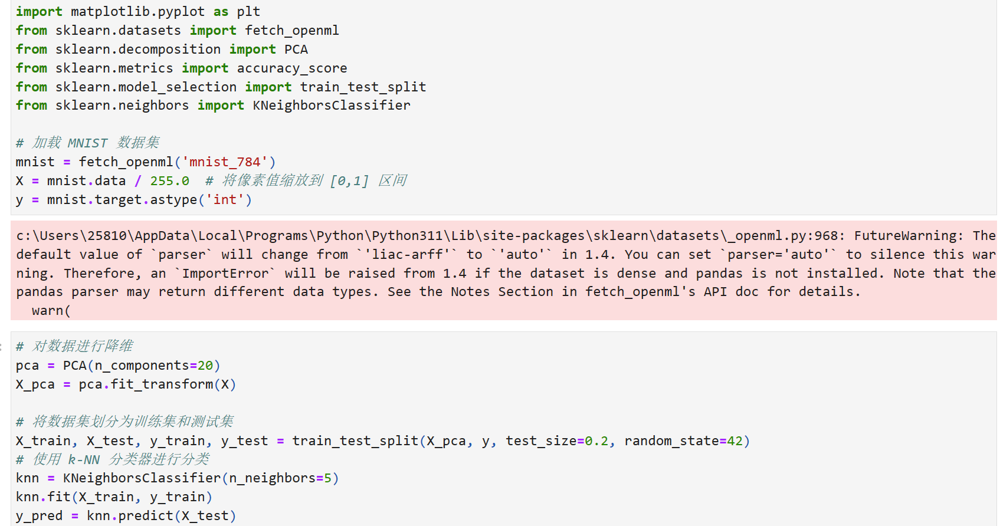 import matplotlib.pyplot as plt
from sklearn.datasets import fetch_openml
from sklearn.decomposition import PCA
from sklearn.metrics import accuracy_score
from sklearn.model_selection import train_test_split
from sklearn.neighbors import KNeighborsClassifier
# 加载 MNIST 数据集
mnist = fetch_openml('mnist_784')
X = mnist.data / 255.0  # 将像素值缩放到 [0,1] 区间
y = mnist.target.astype('int')
c:\Users\25810\AppData\Local\Programs\Python\Python311\Lib\site-packages\sklearn\datasets\_openml.py:968: FutureWarning: The
default value of `parser` will change from `'liac-arff'` to `'auto'` in 1.4. You can set `parser='auto'` to silence this war
ning. Therefore, an `ImportError` will be raised from 1.4 if the dataset is dense and pandas is not installed. Note that the
pandas parser may return different data types. See the Notes Section in fetch_openml's API doc for details.
  warn(
# 对数据进行降维
pca = PCA(n_components=20)
X_pca = pca.fit_transform(X)
# 将数据集划分为训练集和测试集
X_train, X_test, y_train, y_test = train_test_split(X_pca, y, test_size=0.2, random_state=42)
# 使用 k-NN 分类器进行分类
knn = KNeighborsClassifier(n_neighbors=5)
knn.fit(X_train, y_train)
y_pred = knn.predict(X_test)